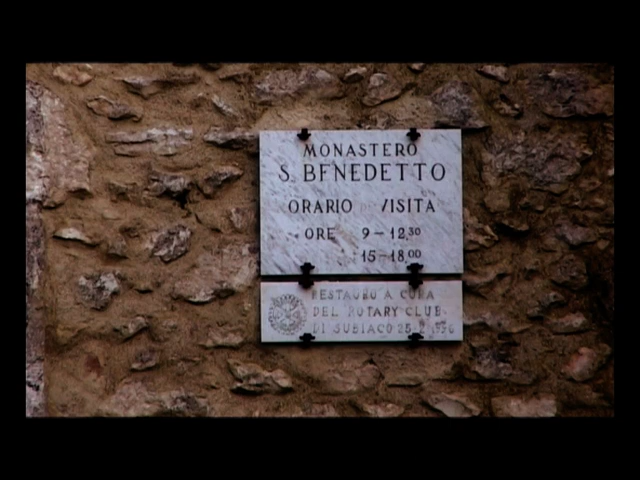 MONASTERO
S. BENEDETTO
ORARIO DI VISITA
ORE 9-12³⁰
15-18⁰⁰
RESTAURO A CURA
DEL ROTARY CLUB
DI SUBIACO 25